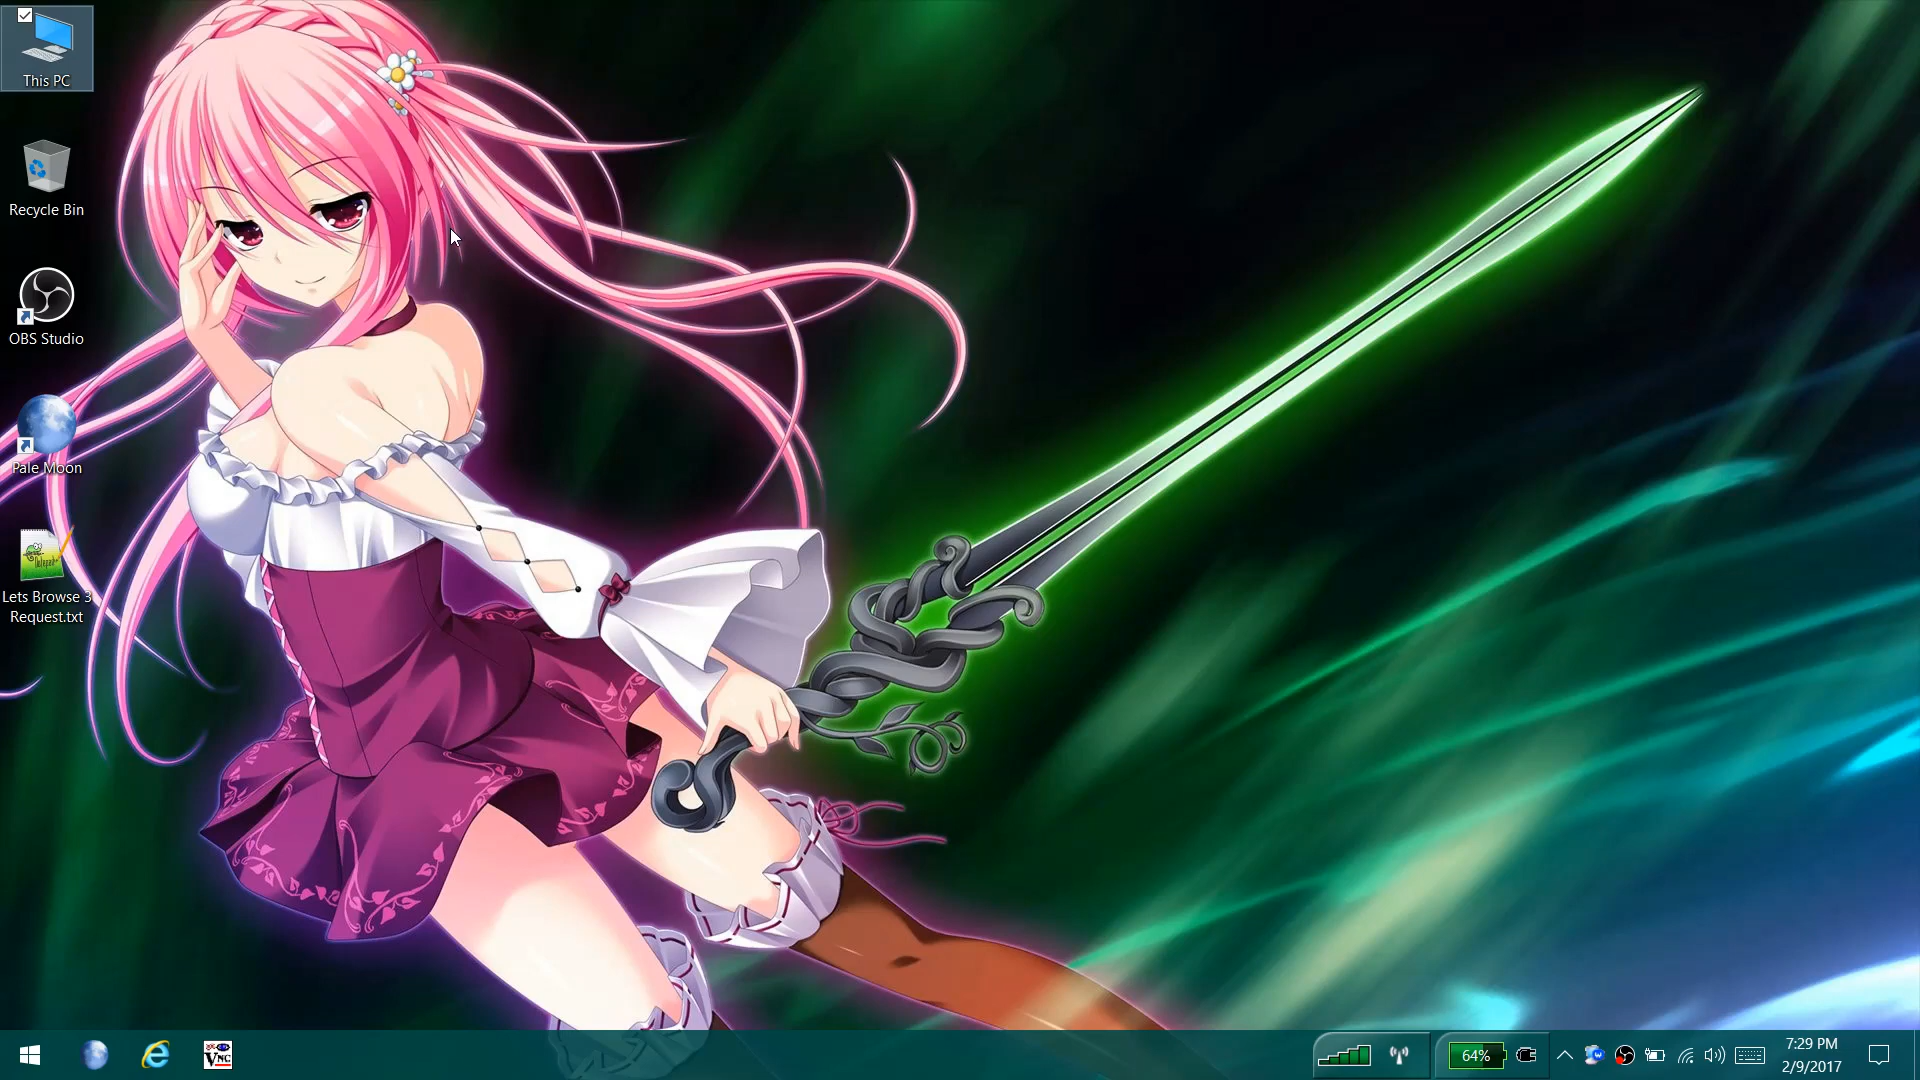 This PC
Recycle Bin
OBS Studio
Pale Moon
Lets Browse 3
Request.txt
VNC
64%
7:29 PM
2/9/2017